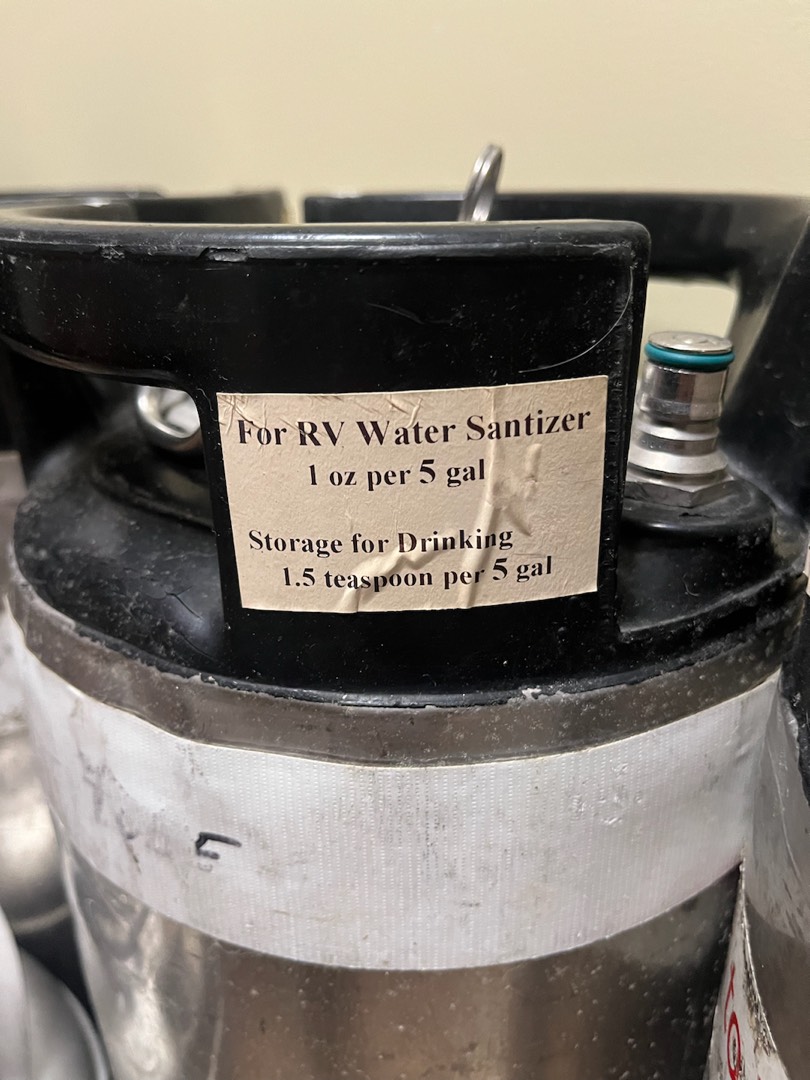 For RV Water Santizer
1 oz per 5 gal
Storage for Drinking
1.5 teaspoon per 5 gal